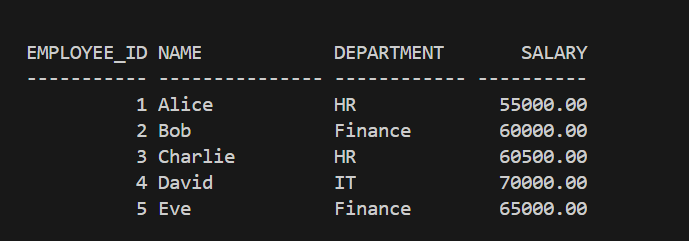 EMPLOYEE_ID NAME DEPARTMENT SALARY
----------- --------------- ------------ ----------
1 Alice HR 55000.00
2 Bob Finance 60000.00
3 Charlie HR 60500.00
4 David IT 70000.00
5 Eve Finance 65000.00